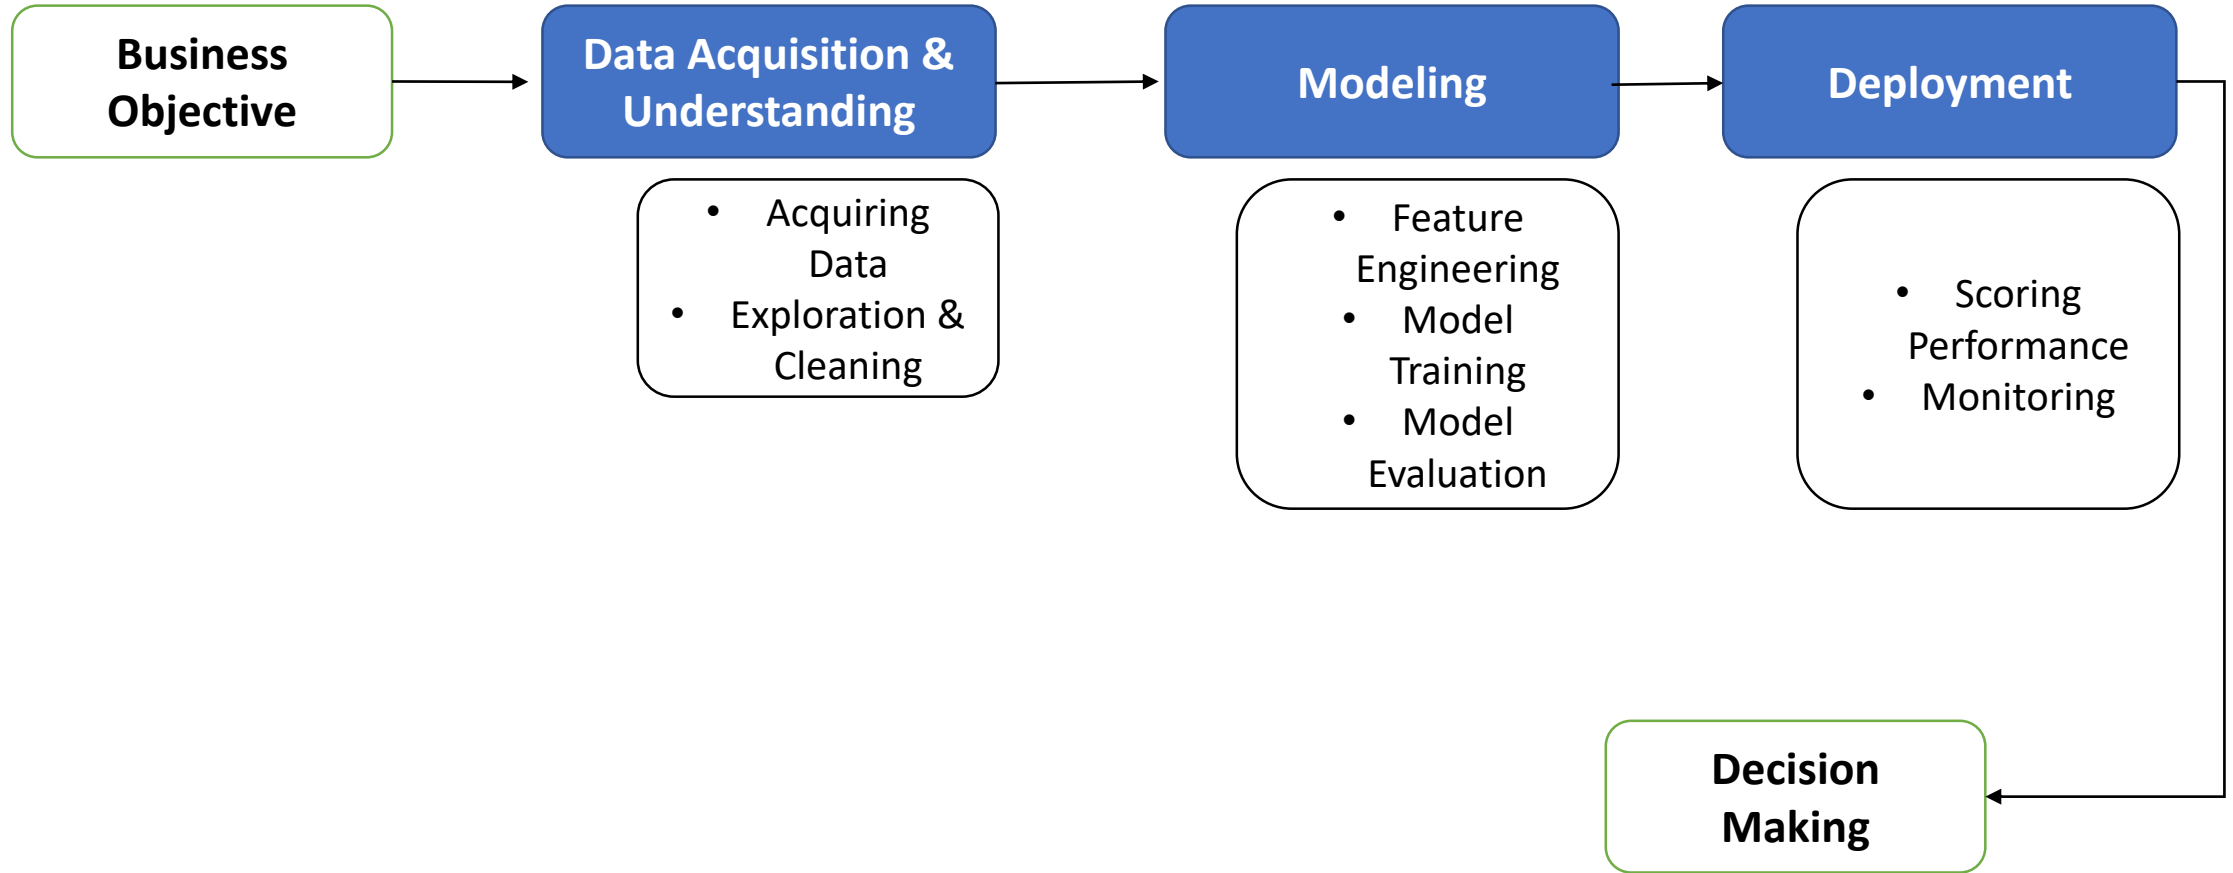 Business
Objective
Data Acquisition &
Understanding
Modeling
Deployment
• Acquiring
Data
• Exploration &
Cleaning
• Feature
Engineering
• Model
Training
• Model
Evaluation
• Scoring
Performance
• Monitoring
Decision
Making